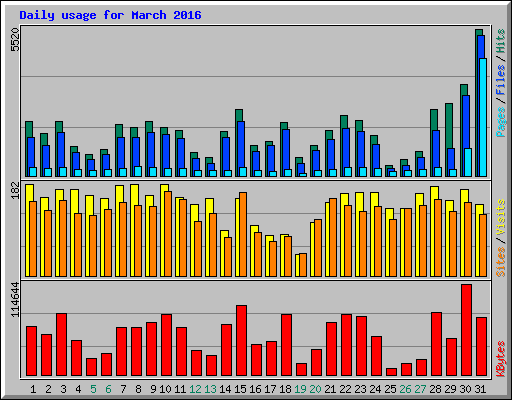 Daily usage for March 2016
5520
Pages / Files / Hits
182
Sites / Visits
114644
KBytes
1 2 3 4 5 6 7 8 9 10 11 12 13 14 15 16 17 18 19 20 21 22 23 24 25 26 27 28 29 30 31